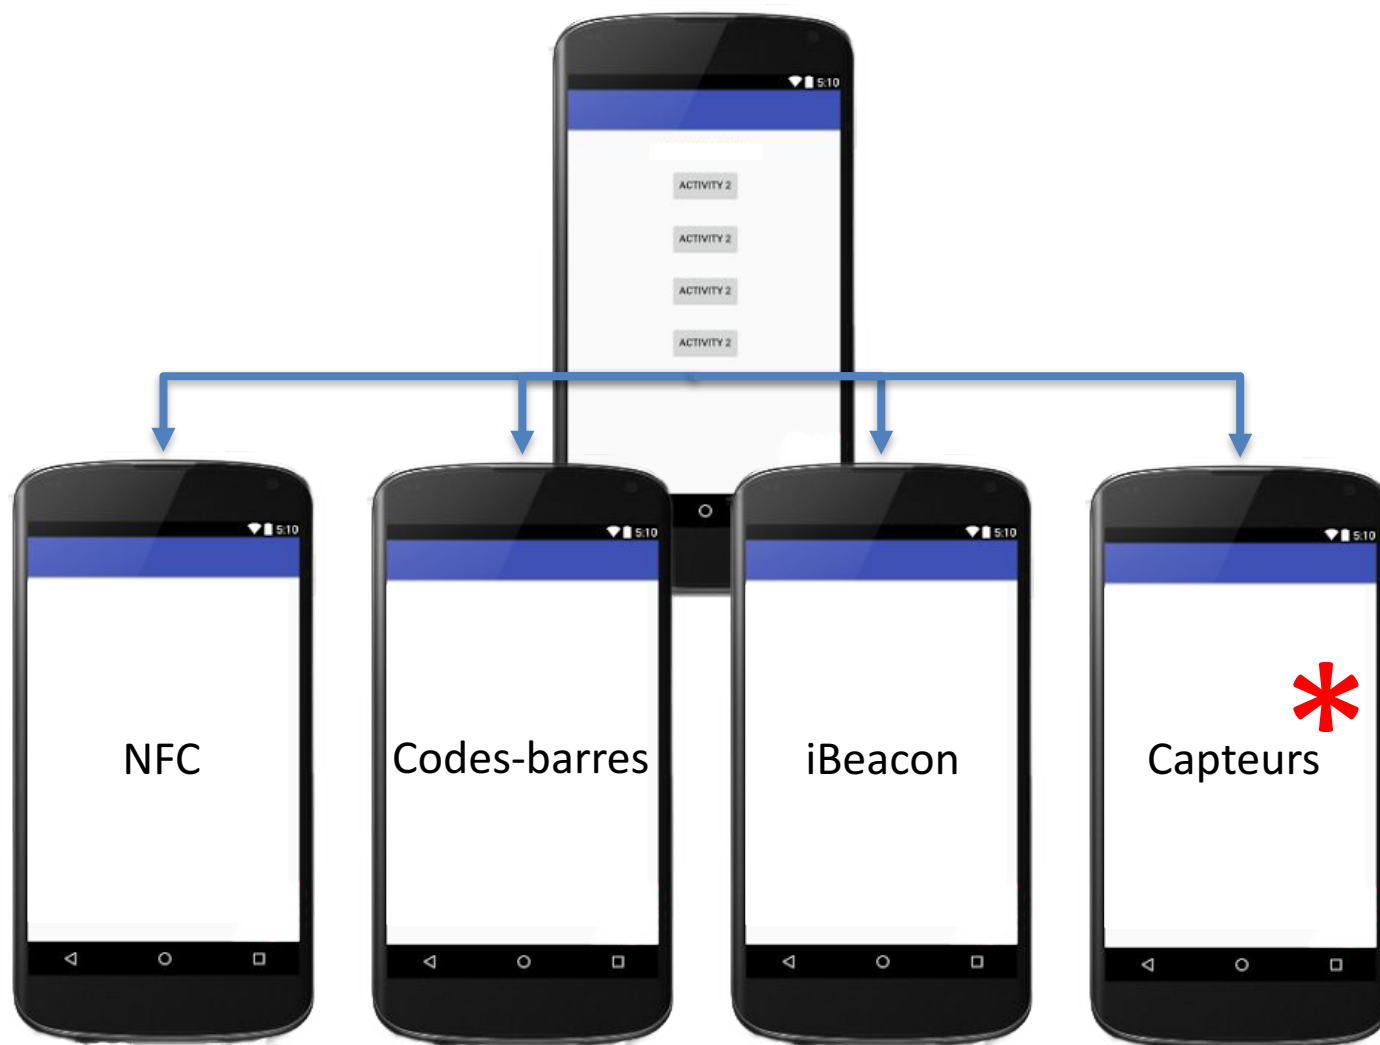 5:10
ACTIVITY 2
ACTIVITY 2
ACTIVITY 2
ACTIVITY 2
5:10
5:10
5:10
5:10
NFC
Codes-barres
iBeacon
Capteurs *